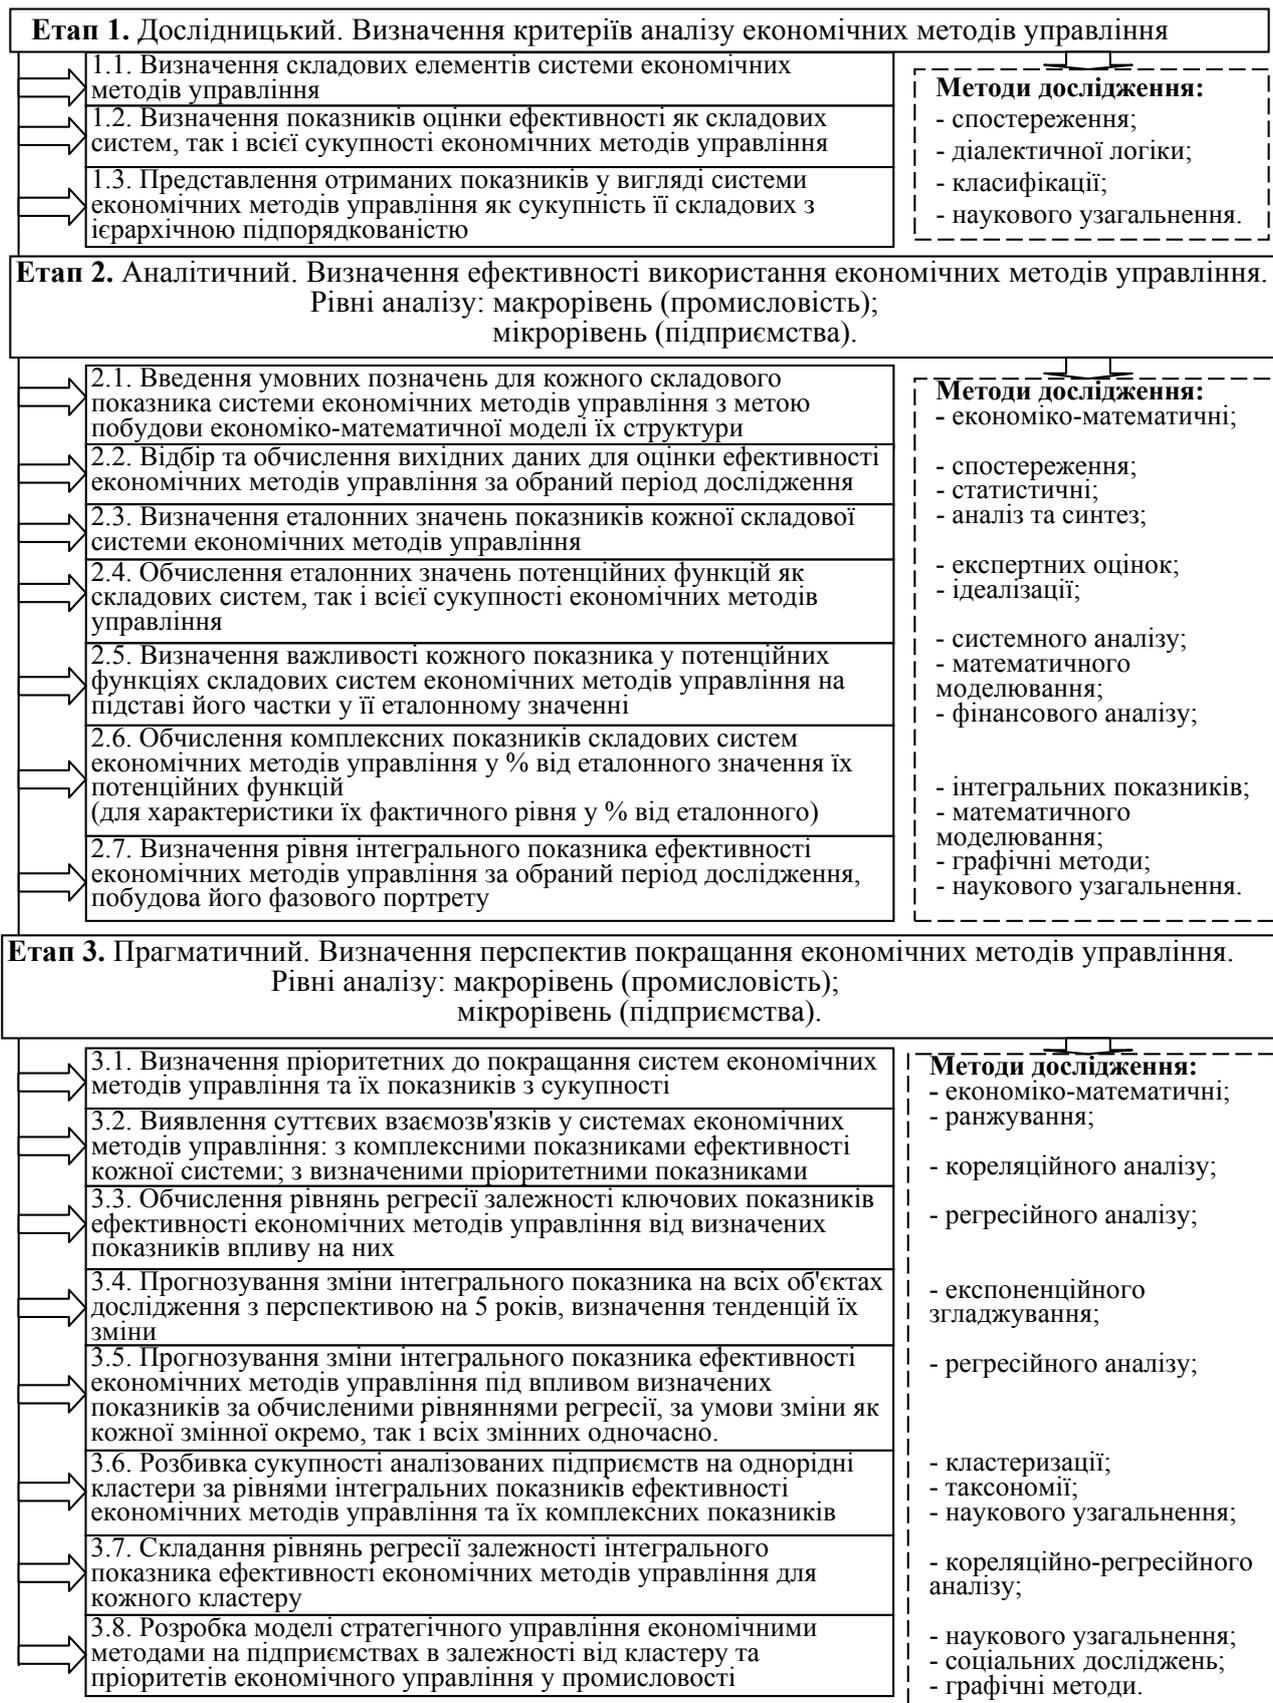 Етап 1. Дослідницький. Визначення критеріїв аналізу економічних методів управління
1.1. Визначення складових елементів системи економічних
методів управління
1.2. Визначення показників оцінки ефективності як складових
систем, так і всієї сукупності економічних методів управління
1.3. Представлення отриманих показників у вигляді системи
економічних методів управління як сукупність її складових з
ієрархічною підпорядкованістю
Методи дослідження:
- спостереження;
- діалектичної логіки;
- класифікації;
- наукового узагальнення.
Етап 2. Аналітичний. Визначення ефективності використання економічних методів управління.
Рівні аналізу: макрорівень (промисловість);
мікрорівень (підприємства).
2.1. Введення умовних позначень для кожного складового
показника системи економічних методів управління з метою
побудови економіко-математичної моделі їх структури
2.2. Відбір та обчислення вихідних даних для оцінки ефективності
економічних методів управління за обраний період дослідження
2.3. Визначення еталонних значень показників кожної складової
системи економічних методів управління
2.4. Обчислення еталонних значень потенційних функцій як
складових систем, так і всієї сукупності економічних методів
управління
2.5. Визначення важливості кожного показника у потенційних
функціях складових систем економічних методів управління на
підставі його частки у її еталонному значенні
2.6. Обчислення комплексних показників складових систем
економічних методів управління у % від еталонного значення їх
потенційних функцій
(для характеристики їх фактичного рівня у % від еталонного)
2.7. Визначення рівня інтегрального показника ефективності
економічних методів управління за обраний період дослідження,
побудова його фазового портрету
Методи дослідження:
- економіко-математичні;
- спостереження;
- статистичні;
- аналіз та синтез;
- експертних оцінок;
- ідеалізації;
- системного аналізу;
- математичного
моделювання;
- фінансового аналізу;
- інтегральних показників;
- математичного
моделювання;
- графічні методи;
- наукового узагальнення.
Етап 3. Прагматичний. Визначення перспектив покращання економічних методів управління.
Рівні аналізу: макрорівень (промисловість);
мікрорівень (підприємства).
3.1. Визначення пріоритетних до покращання систем економічних
методів управління та їх показників з сукупності
3.2. Виявлення суттєвих взаємозв'язків у системах економічних
методів управління: з комплексними показниками ефективності
кожної системи; з визначеними пріоритетними показниками
3.3. Обчислення рівнянь регресії залежності ключових показників
ефективності економічних методів управління від визначених
показників впливу на них
3.4. Прогнозування зміни інтегрального показника на всіх об'єктах
дослідження з перспективою на 5 років, визначення тенденцій їх
зміни
3.5. Прогнозування зміни інтегрального показника ефективності
економічних методів управління під впливом визначених
показників за обчисленими рівняннями регресії, за умови зміни як
кожної змінної окремо, так і всіх змінних одночасно.
3.6. Розбивка сукупності аналізованих підприємств на однорідні
кластери за рівнями інтегральних показників ефективності
економічних методів управління та їх комплексних показників
3.7. Складання рівнянь регресії залежності інтегрального
показника ефективності економічних методів управління для
кожного кластеру
3.8. Розробка моделі стратегічного управління економічними
методами на підприємствах в залежності від кластеру та
пріоритетів економічного управління у промисловості
Методи дослідження:
- економіко-математичні;
- ранжування;
- кореляційного аналізу;
- регресійного аналізу;
- експоненційного
згладжування;
- регресійного аналізу;
- кластеризації;
- таксономії;
- наукового узагальнення;
- кореляційно-регресійного
аналізу;
- наукового узагальнення;
- соціальних досліджень;
- графічні методи.